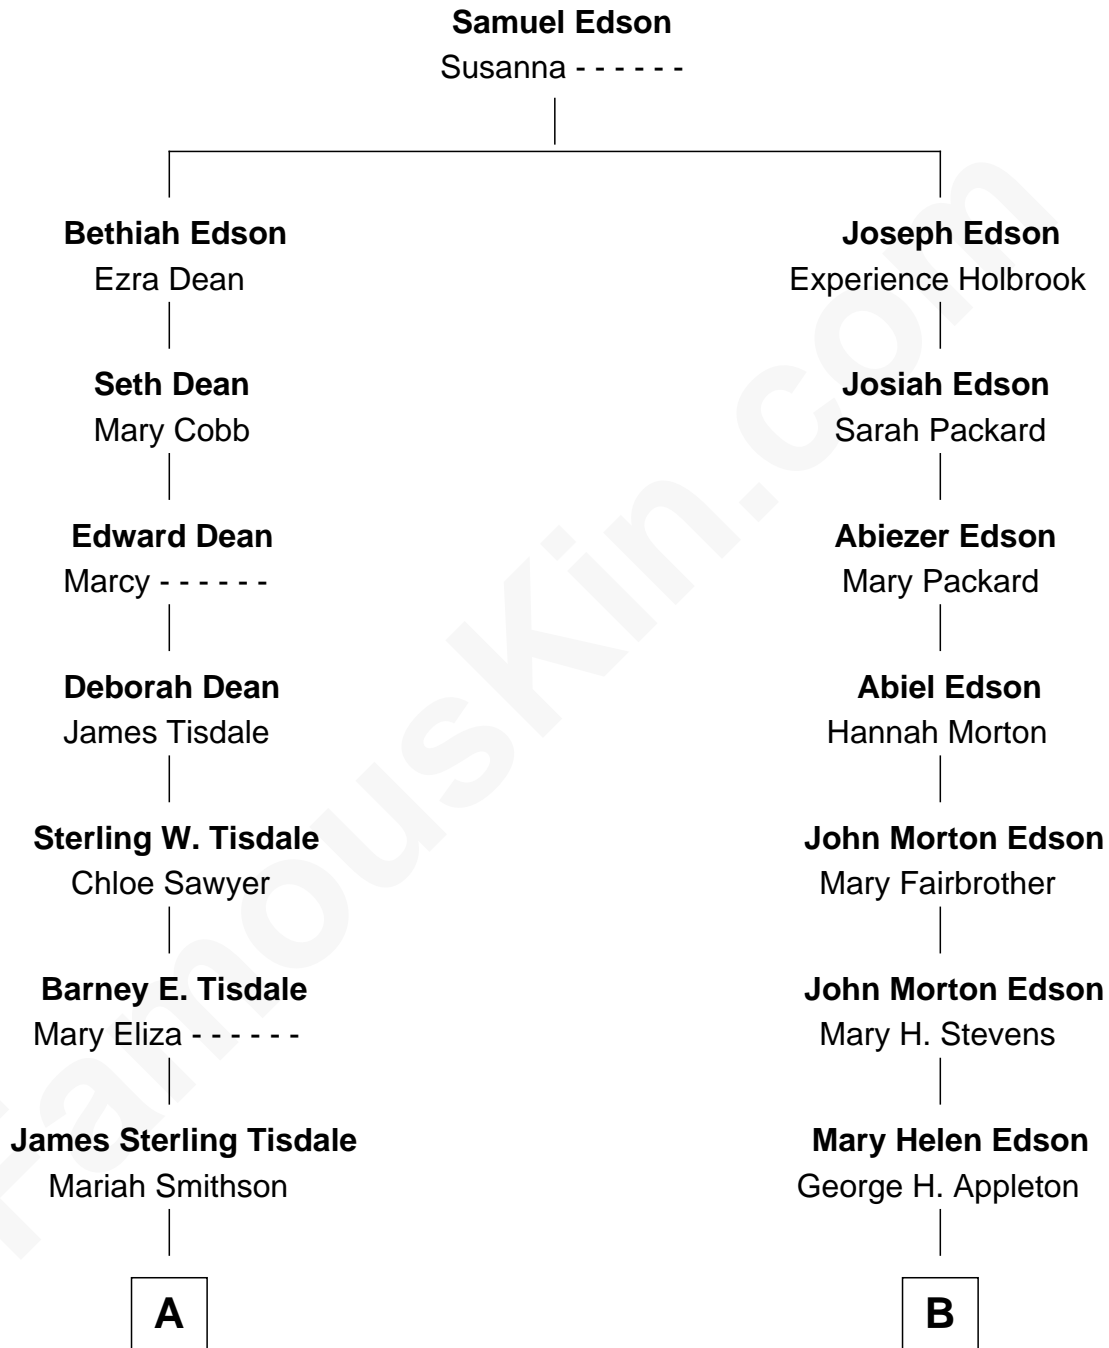 Samuel Edson
Susanna - - - - - -
Bethiah Edson
Ezra Dean
Joseph Edson
Experience Holbrook
Seth Dean
Mary Cobb
Josiah Edson
Sarah Packard
Edward Dean
Marcy - - - - - -
Abiezer Edson
Mary Packard
Deborah Dean
James Tisdale
Abiel Edson
Hannah Morton
Sterling W. Tisdale
Chloe Sawyer
John Morton Edson
Mary Fairbrother
Barney E. Tisdale
Mary Eliza - - - - - -
John Morton Edson
Mary H. Stevens
James Sterling Tisdale
Mariah Smithson
Mary Helen Edson
George H. Appleton
A
B
FamousKin.com